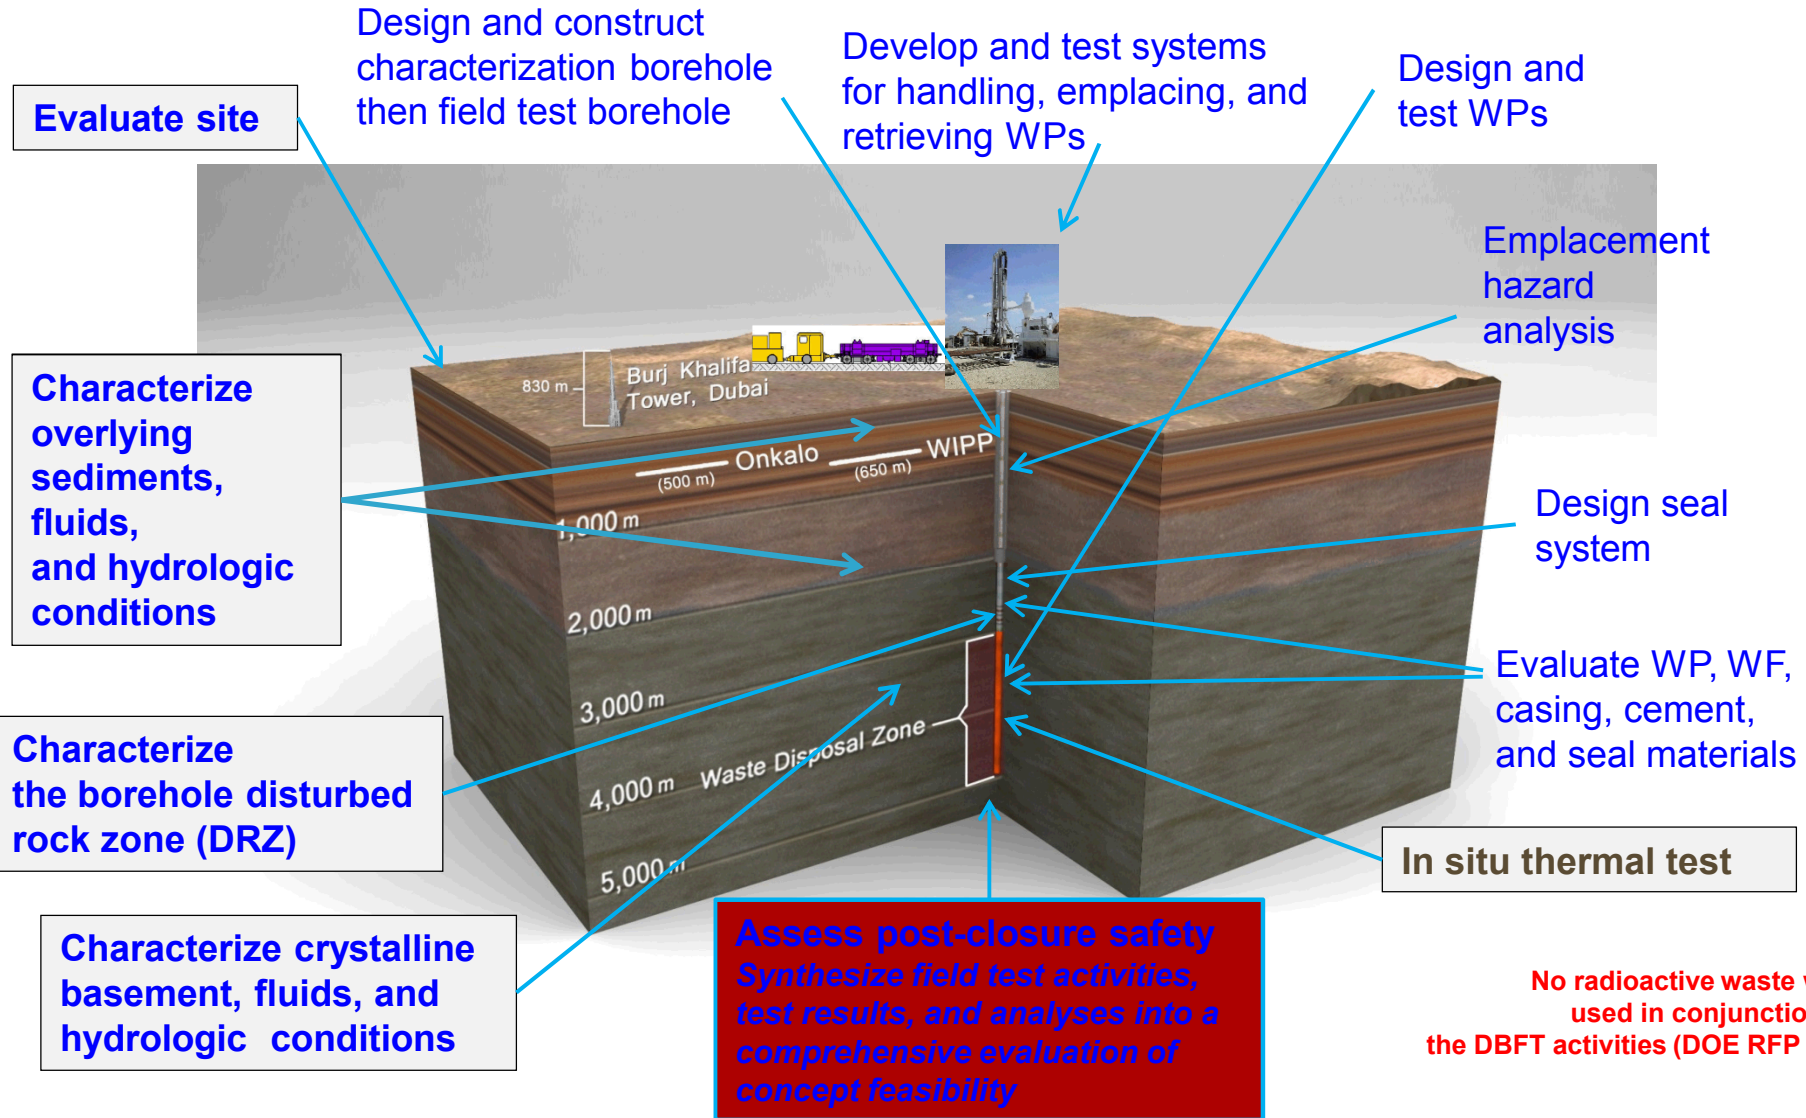 Design and construct
characterization borehole
then field test borehole
Develop and test systems
for handling, emplacing, and
retrieving WPs
Design and
test WPs
Evaluate site
Emplacement
hazard
analysis
Characterize
overlying
sediments,
fluids,
and hydrologic
conditions
830 m
Burj Khalifa
Tower, Dubai
Onkalo
(500 m)
WIPP
(650 m)
1,000 m
2,000 m
3,000 m
4,000 m
5,000 m
Waste Disposal Zone
Design seal
system
Evaluate WP, WF,
casing, cement,
and seal materials
Characterize
the borehole disturbed
rock zone (DRZ)
In situ thermal test
Characterize crystalline
basement, fluids, and
hydrologic conditions
Assess post-closure safety
Synthesize field test activities,
test results, and analyses into a
comprehensive evaluation of
concept feasibility
No radioactive waste
used in
the DBFT activities (DOE RFP